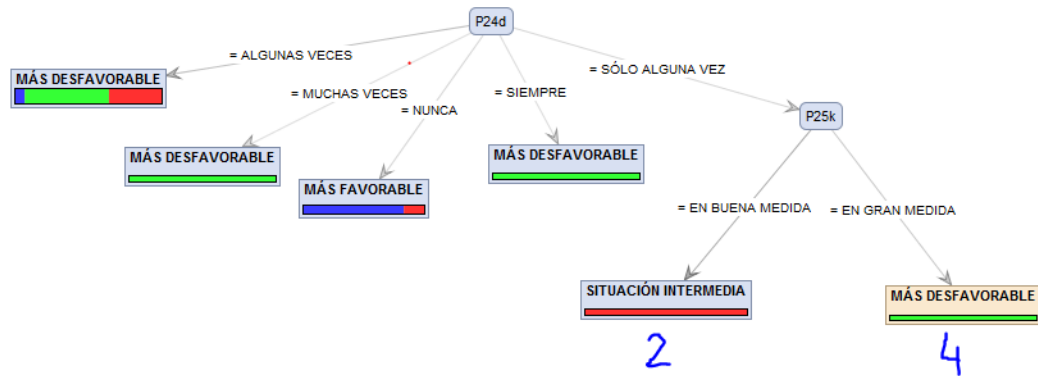 P24d
= ALGUNAS VECES
= SÓLO ALGUNA VEZ
MÁS DESFAVORABLE
= MUCHAS VECES
= SIEMPRE
= NUNCA
P25k
MÁS DESFAVORABLE
MÁS DESFAVORABLE
MÁS FAVORABLE
= EN BUENA MEDIDA
= EN GRAN MEDIDA
SITUACIÓN INTERMEDIA
MÁS DESFAVORABLE
2
4